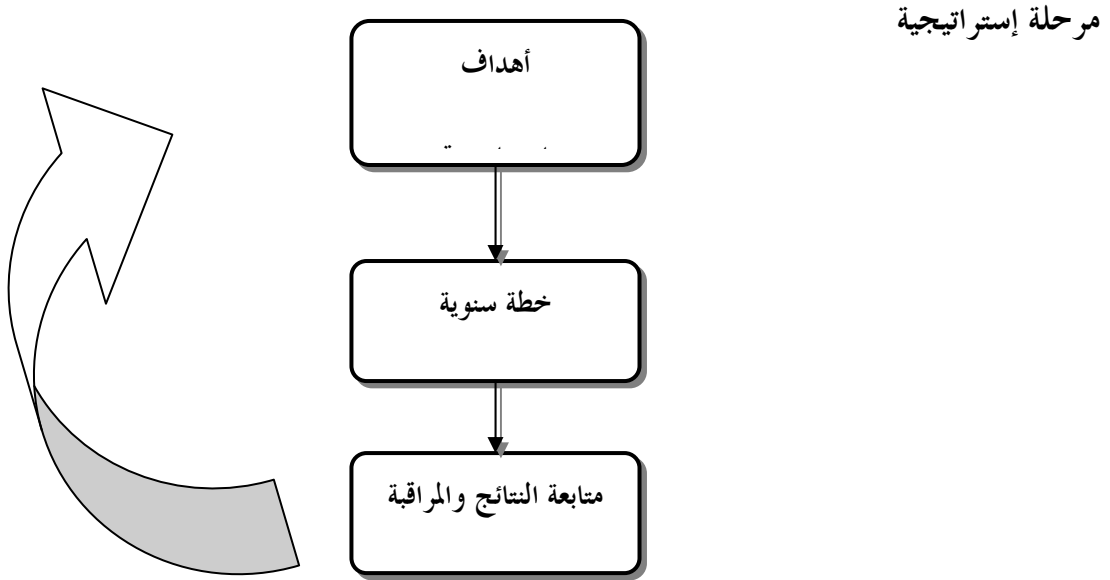 مرحلة إستراتيجية
أهداف
خطة سنوية
متابعة النتائج والمراقبة